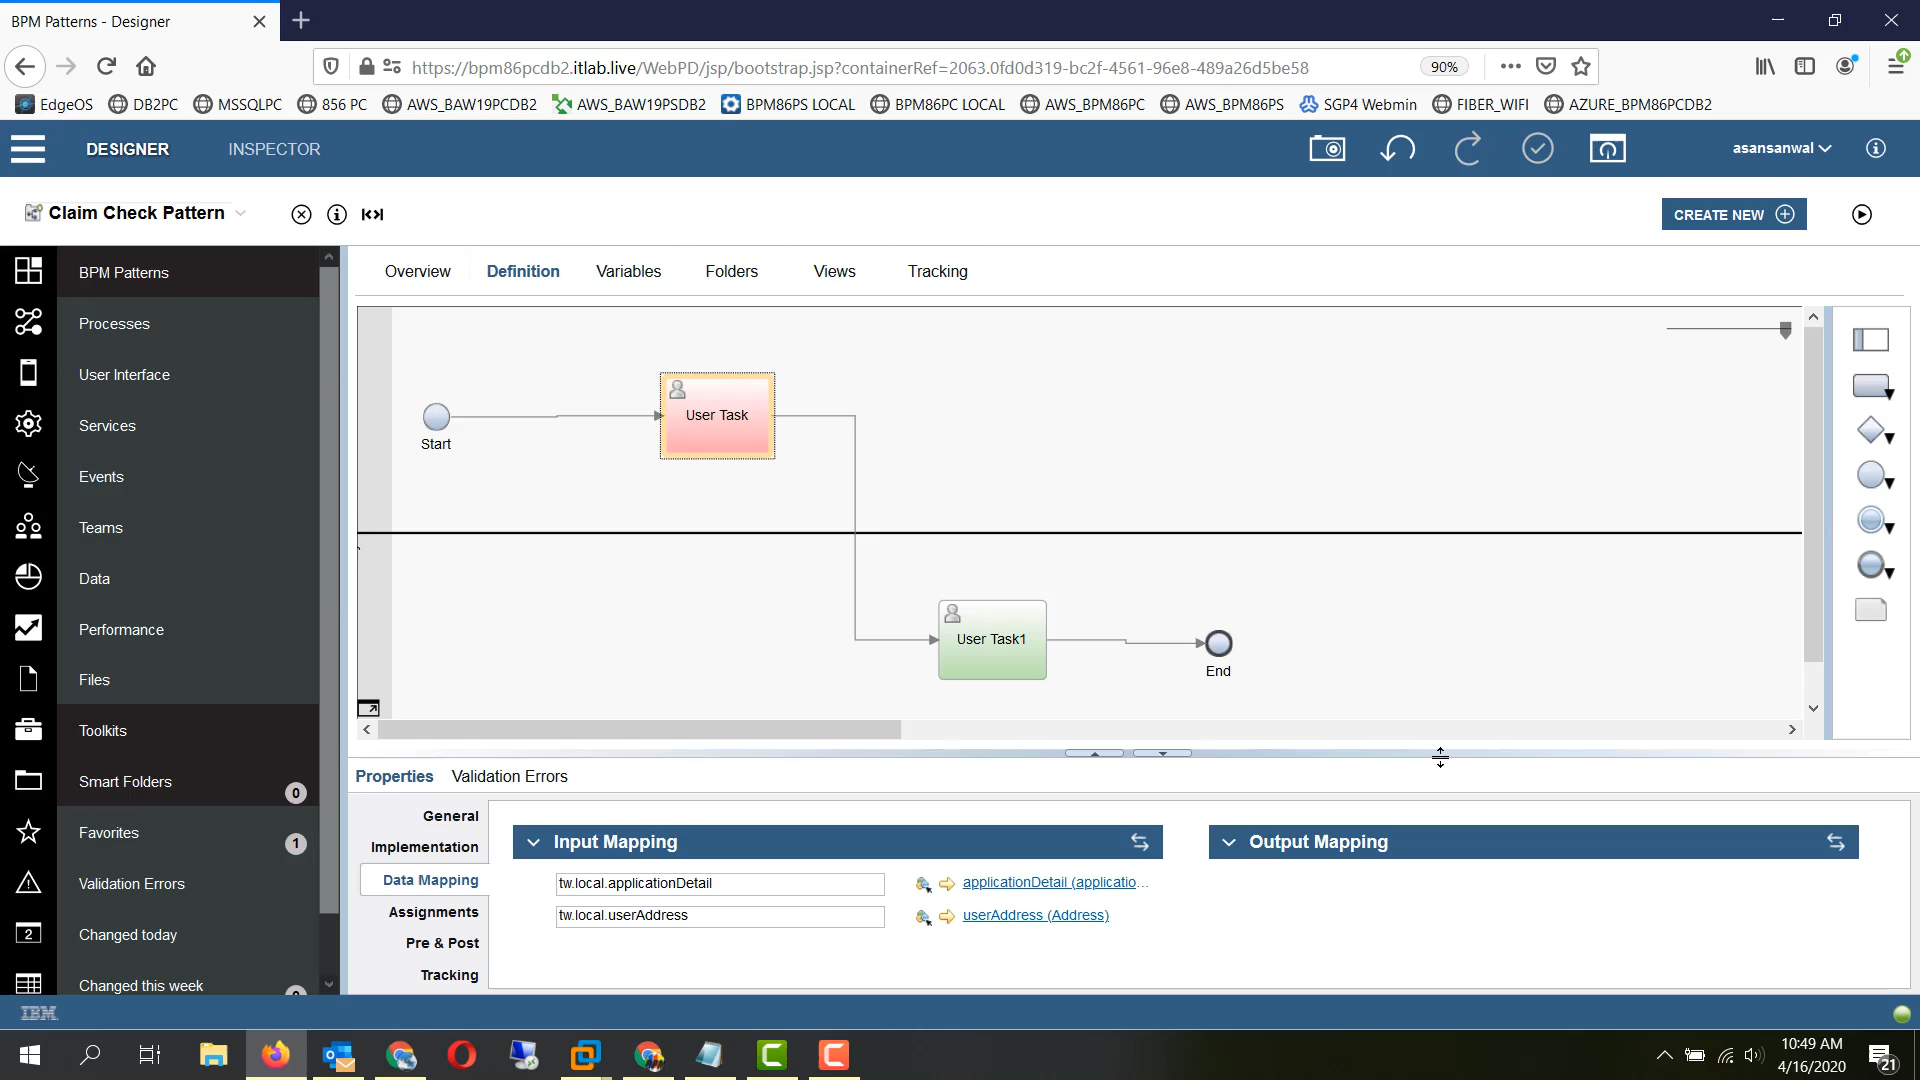 BPM Patterns - Designer
https://bpm86pcdb2.itlab.live/WebPD/jsp/bootstrap.jsp?containerRef=2063.0fd0d319-bc2f-4561-96e8-489a26d5be58
90%
EdgeOS
DB2PC
MSSQLPC
856 PC
AWS_BAW19PCDB2
AWS_BAW19PSDB2
BPM86PS LOCAL
BPM86PC LOCAL
AWS_BPM86PC
AWS_BPM86PS
SGP4 Webmin
FIBER_WIFI
AZURE_BPM86PCDB2
DESIGNER
INSPECTOR
asansanwal
Claim Check Pattern
CREATE NEW
BPM Patterns
Processes
User Interface
Services
Events
Teams
Data
Performance
Files
Toolkits
Smart Folders
0
Favorites
1
Validation Errors
Changed today
2
Changed this week
Overview
Definition
Variables
Folders
Views
Tracking
Start
User Task
User Task1
End
Properties
Validation Errors
General
Implementation
Data Mapping
Assignments
Pre & Post
Tracking
Input Mapping
tw.local.applicationDetail
applicationDetail (applicatio...
tw.local.userAddress
userAddress (Address)
Output Mapping
IBM
10:49 AM
4/16/2020
21